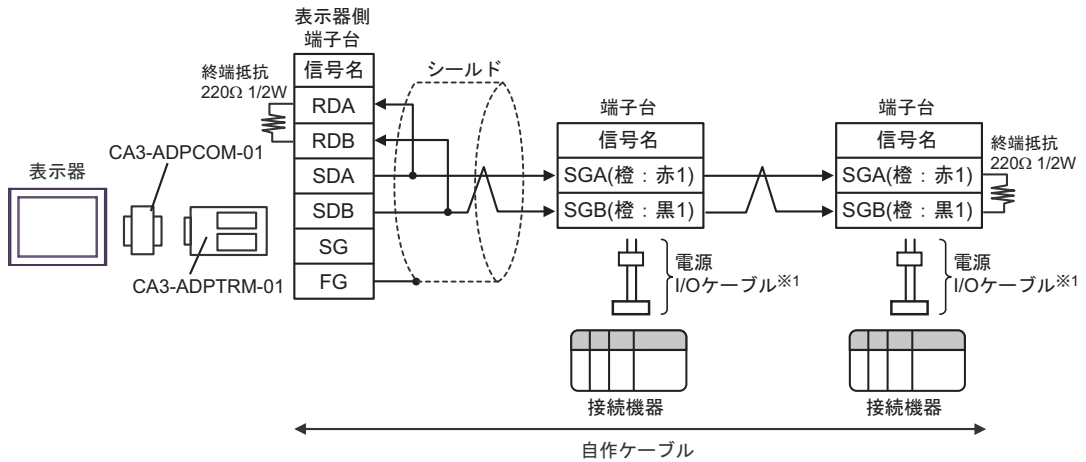 表示器側
端子台
信号名
RDA
RDB
SDA
SDB
SG
FG
終端抵抗
220Ω 1/2W
シールド
CA3-ADPCOM-01
表示器
CA3-ADPTRM-01
端子台
信号名
SGA(橙：赤1)
SGB(橙：黒1)
電源
I/Oケーブル※1
接続機器
端子台
信号名
SGA(橙：赤1)
SGB(橙：黒1)
終端抵抗
220Ω 1/2W
電源
I/Oケーブル※1
接続機器
自作ケーブル